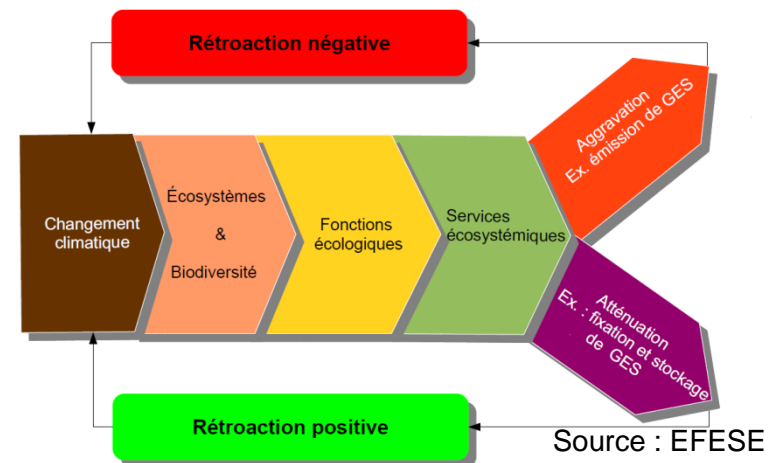 Rétroaction négative
Aggravation
Ex. émission de GES
Changement
climatique
Écosystèmes
&
Biodiversité
Fonctions
écologiques
Services
écosystémiques
Atténuation
Ex. : fixation et stockage
de GES
Rétroaction positive
Source : EFESE